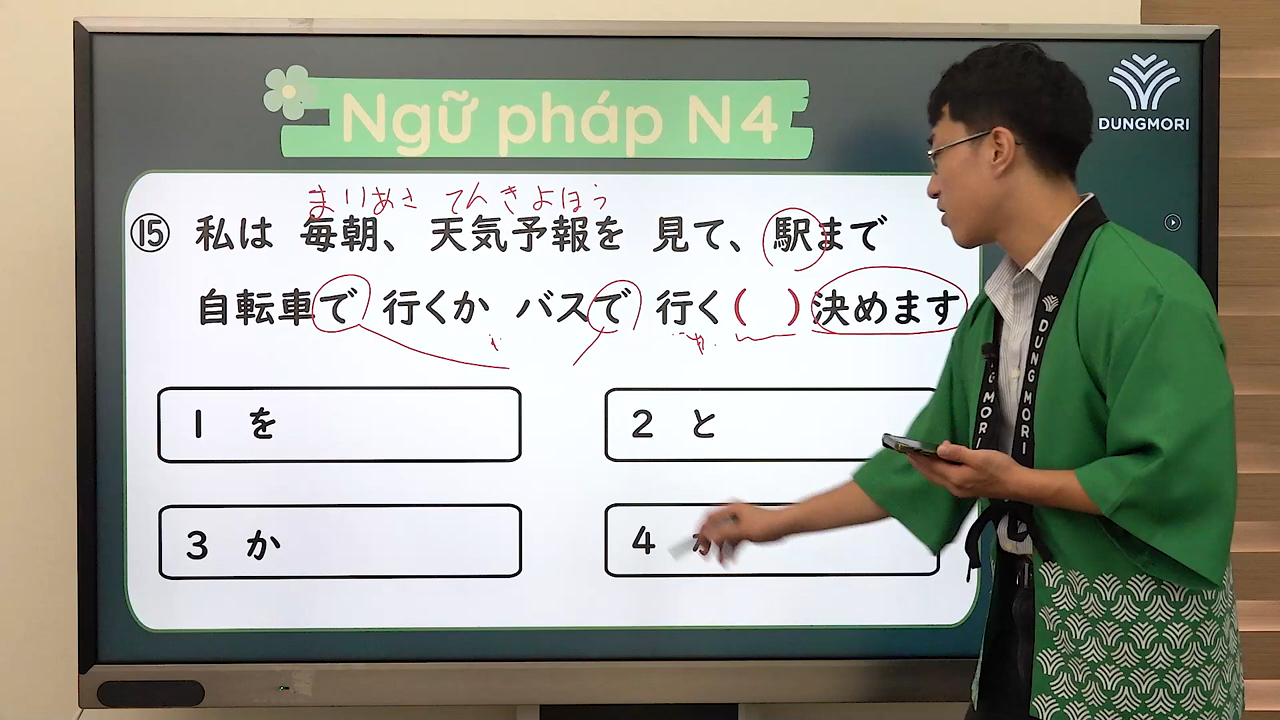 Ngữ pháp N4
DUNGMORI
まいあさ てんきよほう
⑮ 私は 毎朝、天気予報を 見て、駅まで
自転車で 行くか バスで 行く( )決めます
1 を
2 と
3 か
4
DUNG MORI
MORI